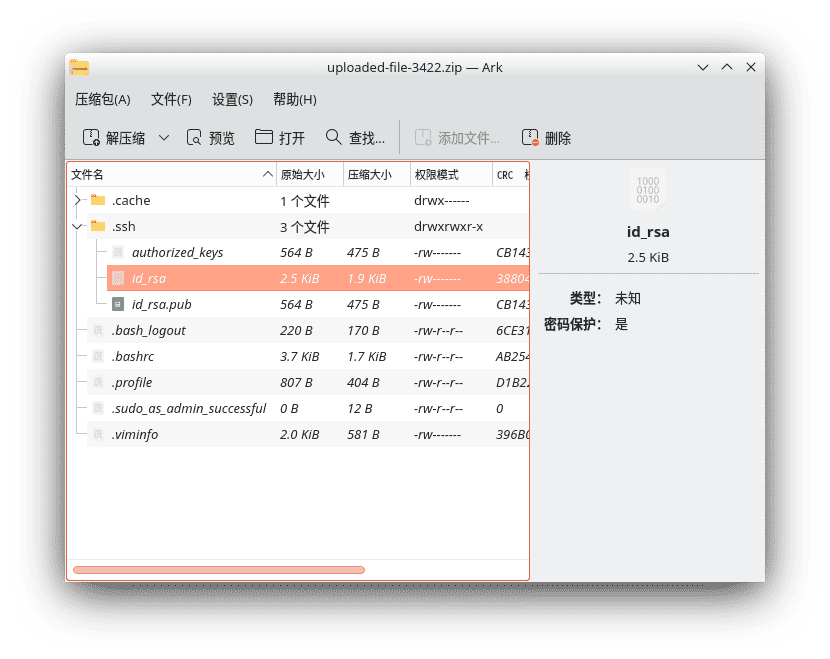 uploaded-file-3422.zip — Ark
压缩包(A) 文件(F) 设置(S) 帮助(H)
解压缩 预览 打开 查找... 添加文件... 删除
文件名 原始大小 压缩大小 权限模式 CRC
.cache 1 个文件 drwx------
.ssh 3 个文件 drwxrwxr-x
authorized_keys 564 B 475 B -rw------- CB143
id_rsa 2.5 KiB 1.9 KiB -rw------- 38804
id_rsa.pub 564 B 475 B -rw------- CB143
.bash_logout 220 B 170 B -rw-r--r-- 6CE31
.bashrc 3.7 KiB 1.7 KiB -rw-r--r-- AB254
.profile 807 B 404 B -rw-r--r-- D1B22
.sudo_as_admin_successful 0 B 12 B -rw-r--r-- 0
.viminfo 2.0 KiB 581 B -rw------- 396B0
1000
0100
0010
id_rsa
2.5 KiB
类型： 未知
密码保护： 是